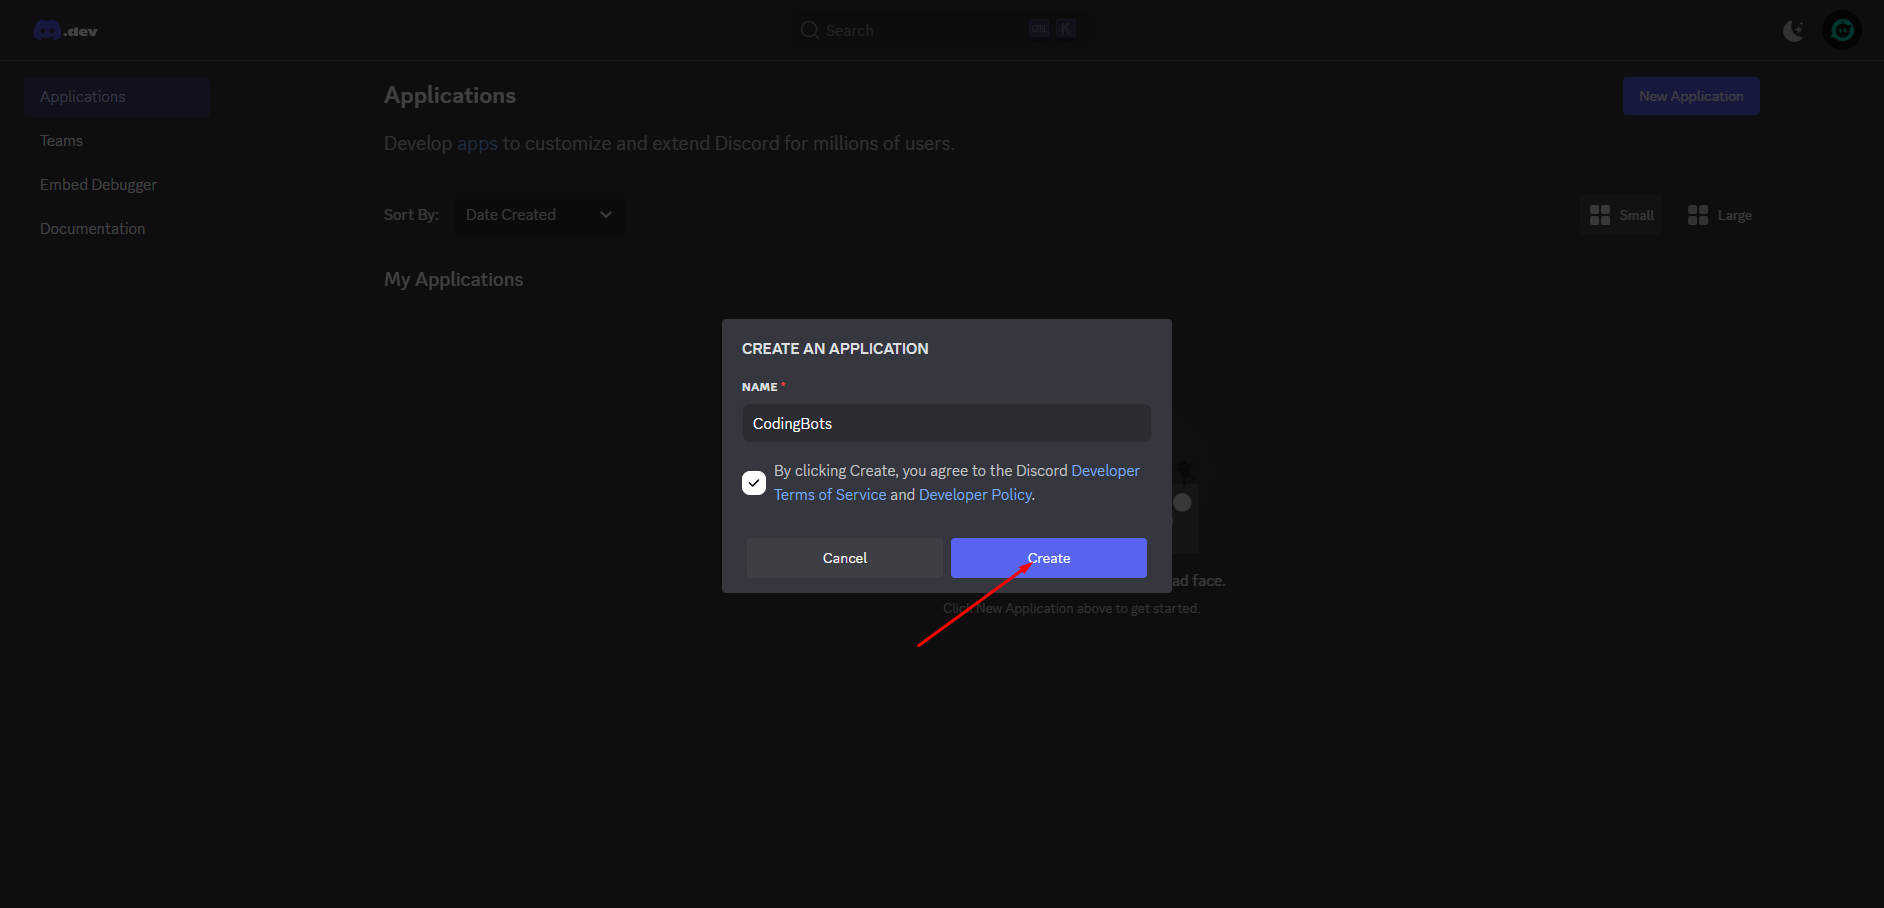 .dev
Search
CTRL K
Applications
Teams
Embed Debugger
Documentation
Applications
New Application
Develop apps to customize and extend Discord for millions of users.
Sort By:
Date Created
Small
Large
My Applications
CREATE AN APPLICATION
NAME *
CodingBots
By clicking Create, you agree to the Discord Developer
Terms of Service and Developer Policy.
Cancel
Create
ad face.
Click New Application above to get started.